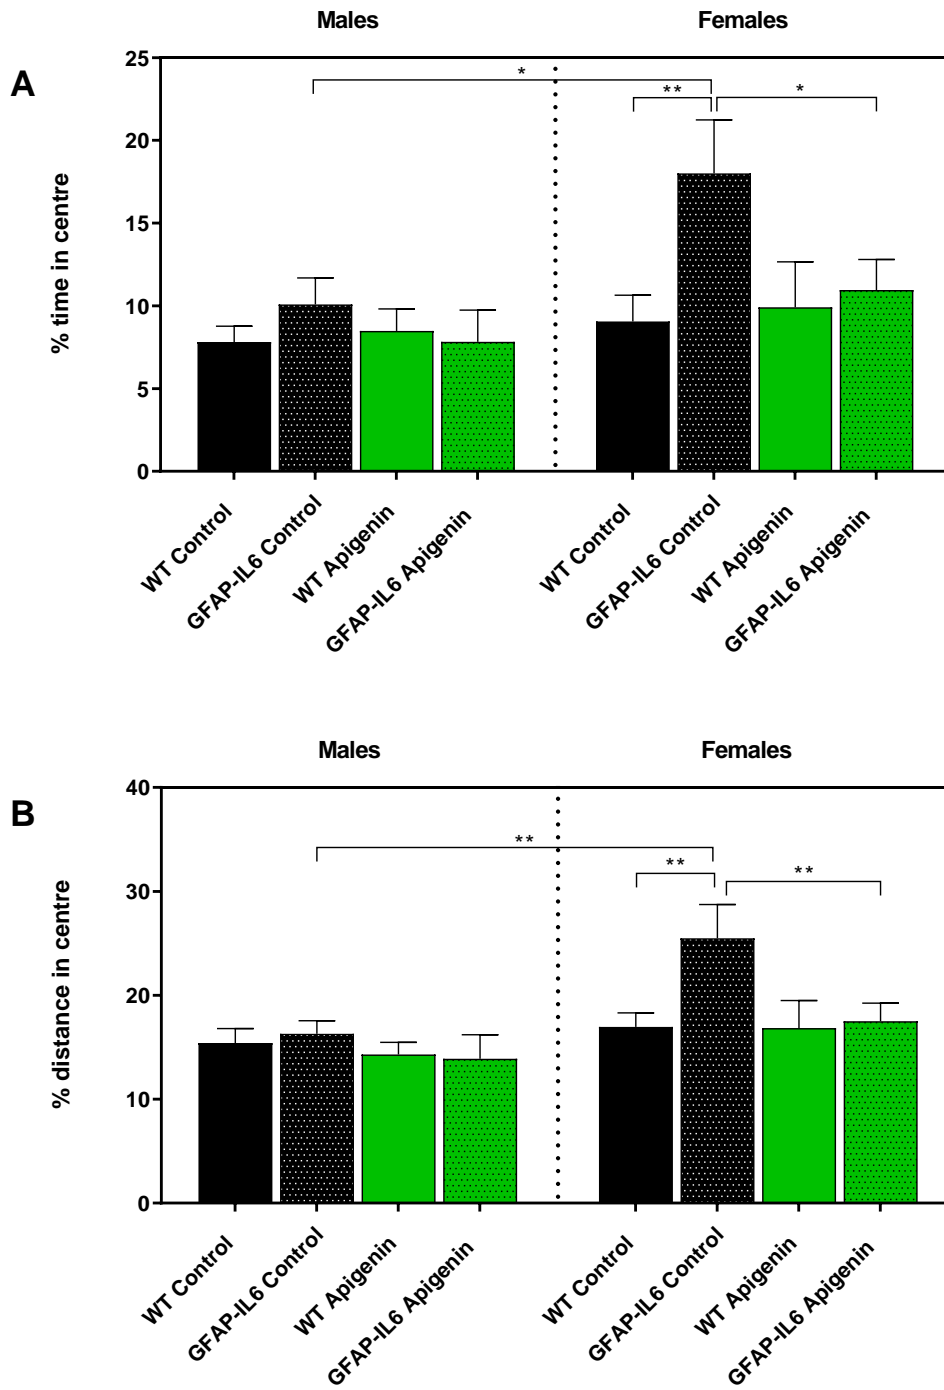 Males Females
A
25
20
15
10
5
0
% time in centre
* ** *
WT Control
GFAP-IL6 Control
WT Apigenin
GFAP-IL6 Apigenin
WT Control
GFAP-IL6 Control
WT Apigenin
GFAP-IL6 Apigenin
Males Females
B
40
30
20
10
0
% distance in centre
** ** **
WT Control
GFAP-IL6 Control
WT Apigenin
GFAP-IL6 Apigenin
WT Control
GFAP-IL6 Control
WT Apigenin
GFAP-IL6 Apigenin